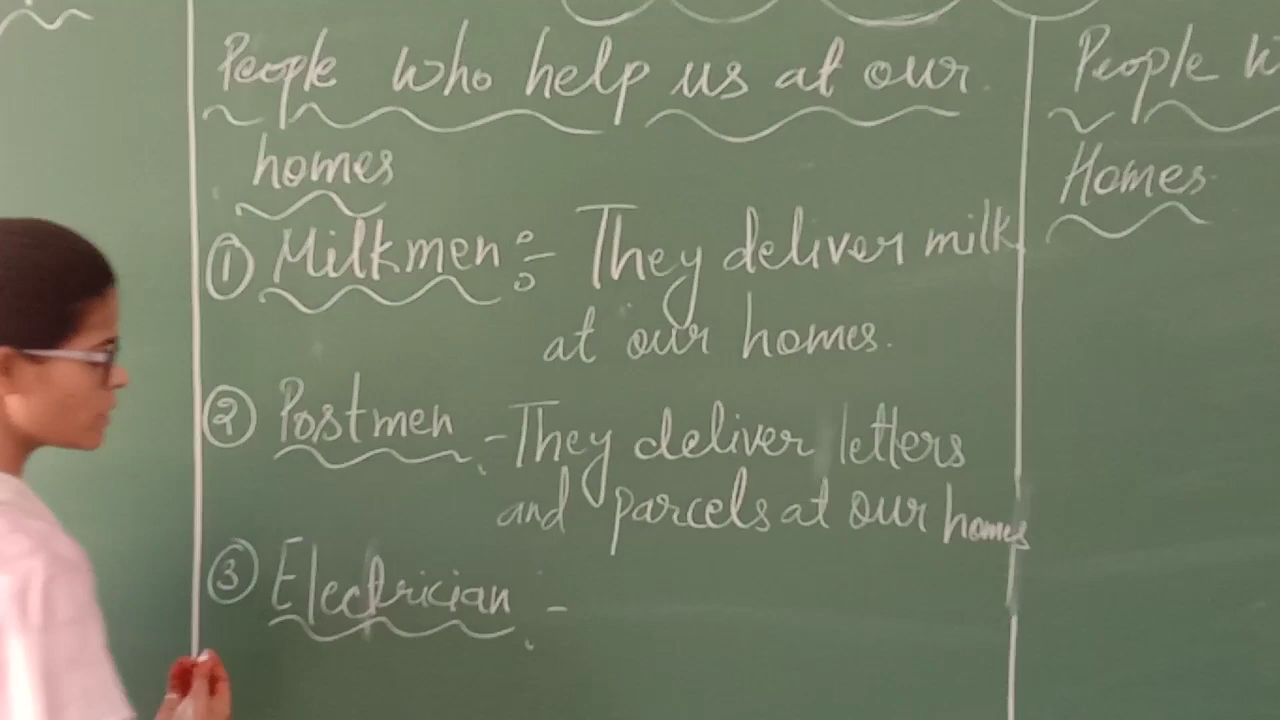 People who help us at our
homes
① Milkmen :- They deliver milk
at our homes.
② Postmen :- They deliver letters
and parcels at our homes
③ Electrician :-
People
Homes